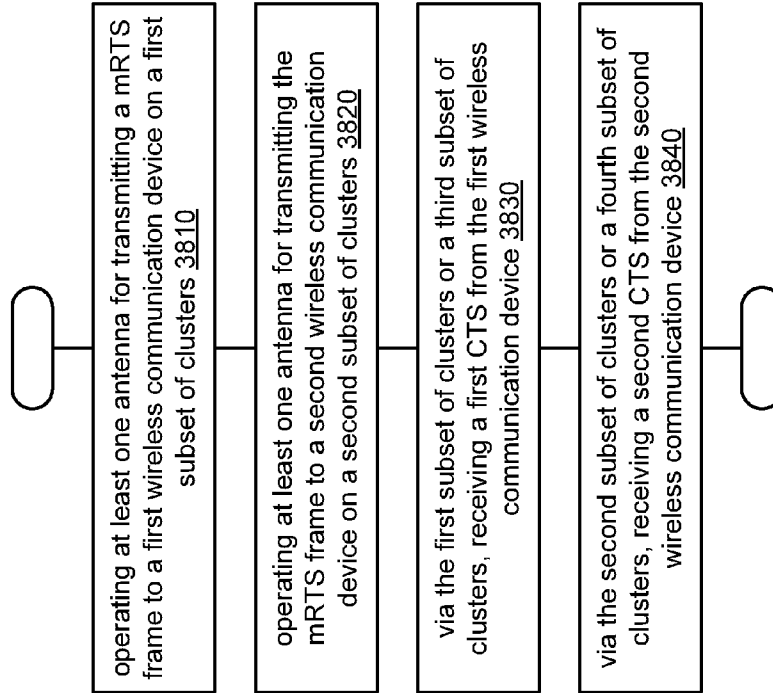 operating at least one antenna for transmitting a mRTS
frame to a first wireless communication device on a first
subset of clusters 3810
operating at least one antenna for transmitting the
mRTS frame to a second wireless communication
device on a second subset of clusters 3820
via the first subset of clusters or a third subset of
clusters, receiving a first CTS from the first wireless
communication device 3830
via the second subset of clusters or a fourth subset of
clusters, receiving a second CTS from the second
wireless communication device 3840